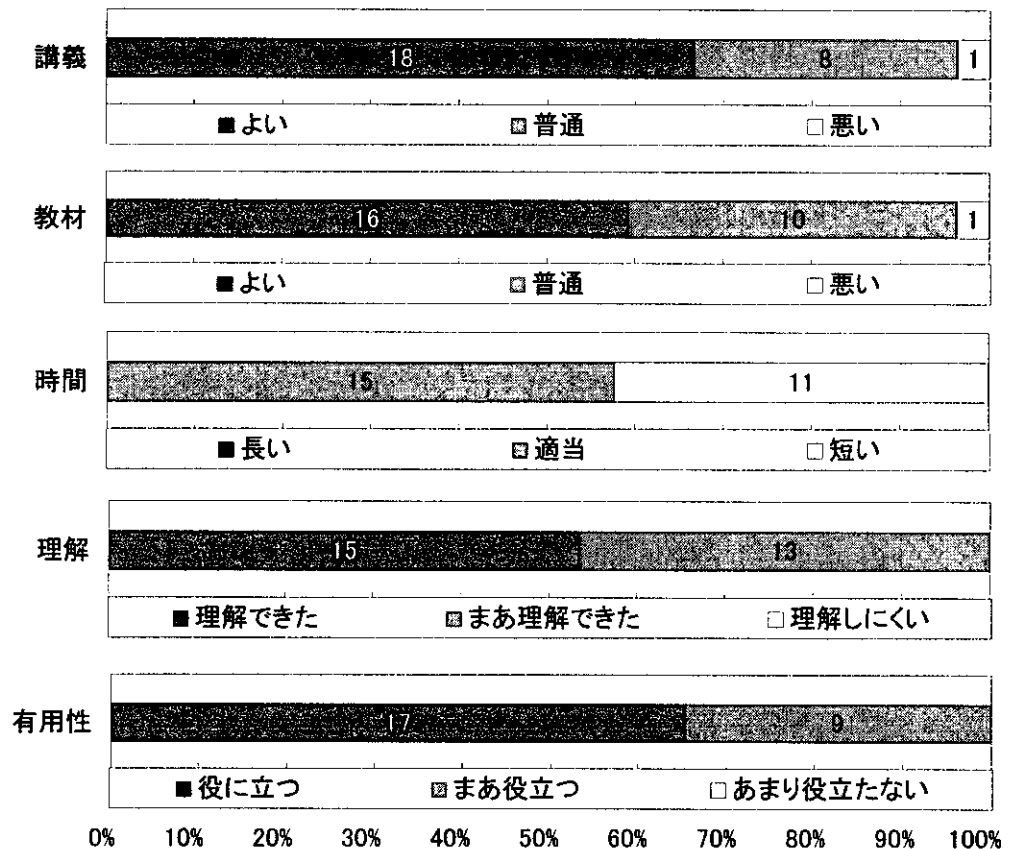 講義 18 8 1
■よい ▩普通 □悪い
教材 16 10 1
■よい ▩普通 □悪い
時間 15 11
■長い ▩適当 □短い
理解 15 13
■理解できた ▩まあ理解できた □理解しにくい
有用性 17 9
■役に立つ ▩まあ役立つ □あまり役立たない
0% 10% 20% 30% 40% 50% 60% 70% 80% 90% 100%